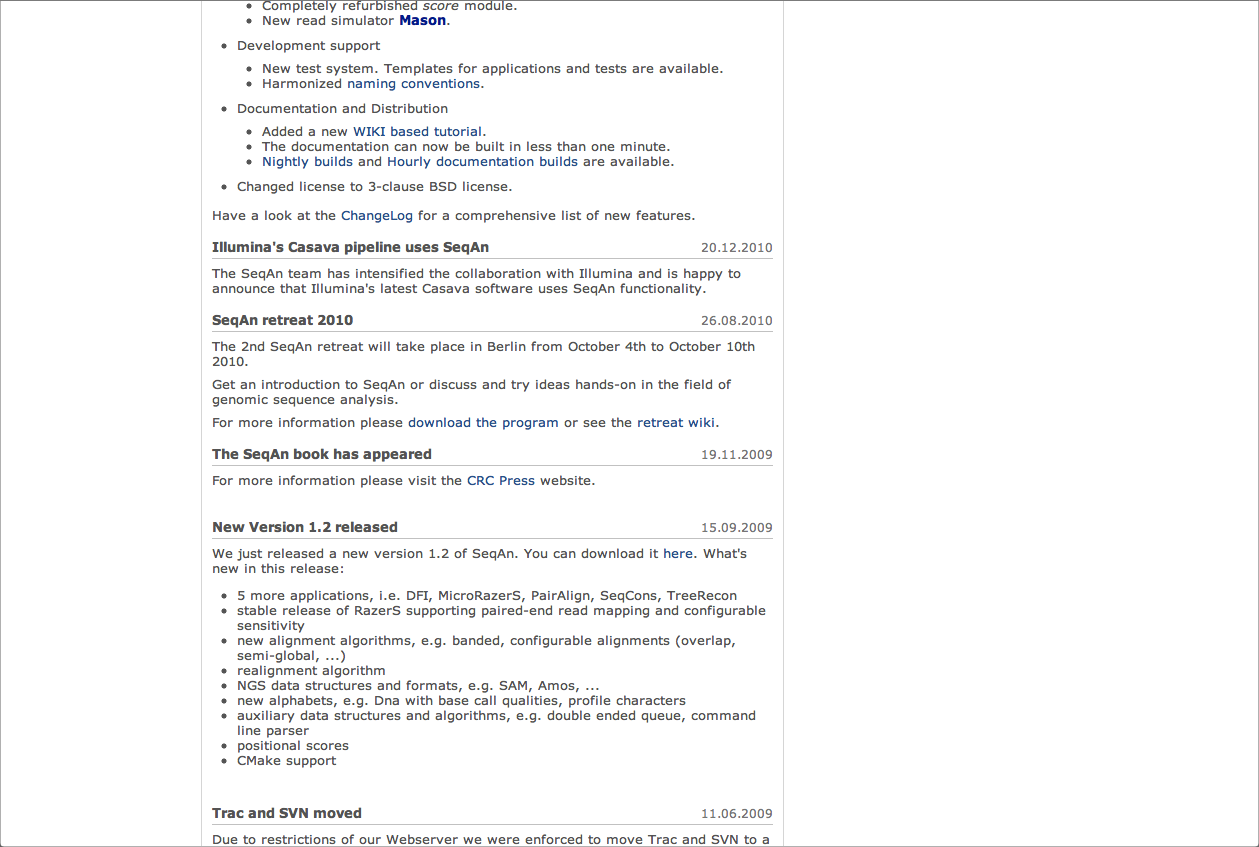 Completely refurbished score module.
New read simulator Mason.
Development support
New test system. Templates for applications and tests are available.
Harmonized naming conventions.
Documentation and Distribution
Added a new WIKI based tutorial.
The documentation can now be built in less than one minute.
Nightly builds and Hourly documentation builds are available.
Changed license to 3-clause BSD license.
Have a look at the ChangeLog for a comprehensive list of new features.
Illumina's Casava pipeline uses SeqAn 20.12.2010
The SeqAn team has intensified the collaboration with Illumina and is happy to
announce that Illumina's latest Casava software uses SeqAn functionality.
SeqAn retreat 2010 26.08.2010
The 2nd SeqAn retreat will take place in Berlin from October 4th to October 10th
2010.
Get an introduction to SeqAn or discuss and try ideas hands-on in the field of
genomic sequence analysis.
For more information please download the program or see the retreat wiki.
The SeqAn book has appeared 19.11.2009
For more information please visit the CRC Press website.
New Version 1.2 released 15.09.2009
We just released a new version 1.2 of SeqAn. You can download it here. What's
new in this release:
5 more applications, i.e. DFI, MicroRazerS, PairAlign, SeqCons, TreeRecon
stable release of RazerS supporting paired-end read mapping and configurable
sensitivity
new alignment algorithms, e.g. banded, configurable alignments (overlap,
semi-global, ...)
realignment algorithm
NGS data structures and formats, e.g. SAM, Amos, ...
new alphabets, e.g. Dna with base call qualities, profile characters
auxiliary data structures and algorithms, e.g. double ended queue, command
line parser
positional scores
CMake support
Trac and SVN moved 11.06.2009
Due to restrictions of our Webserver we were enforced to move Trac and SVN to a